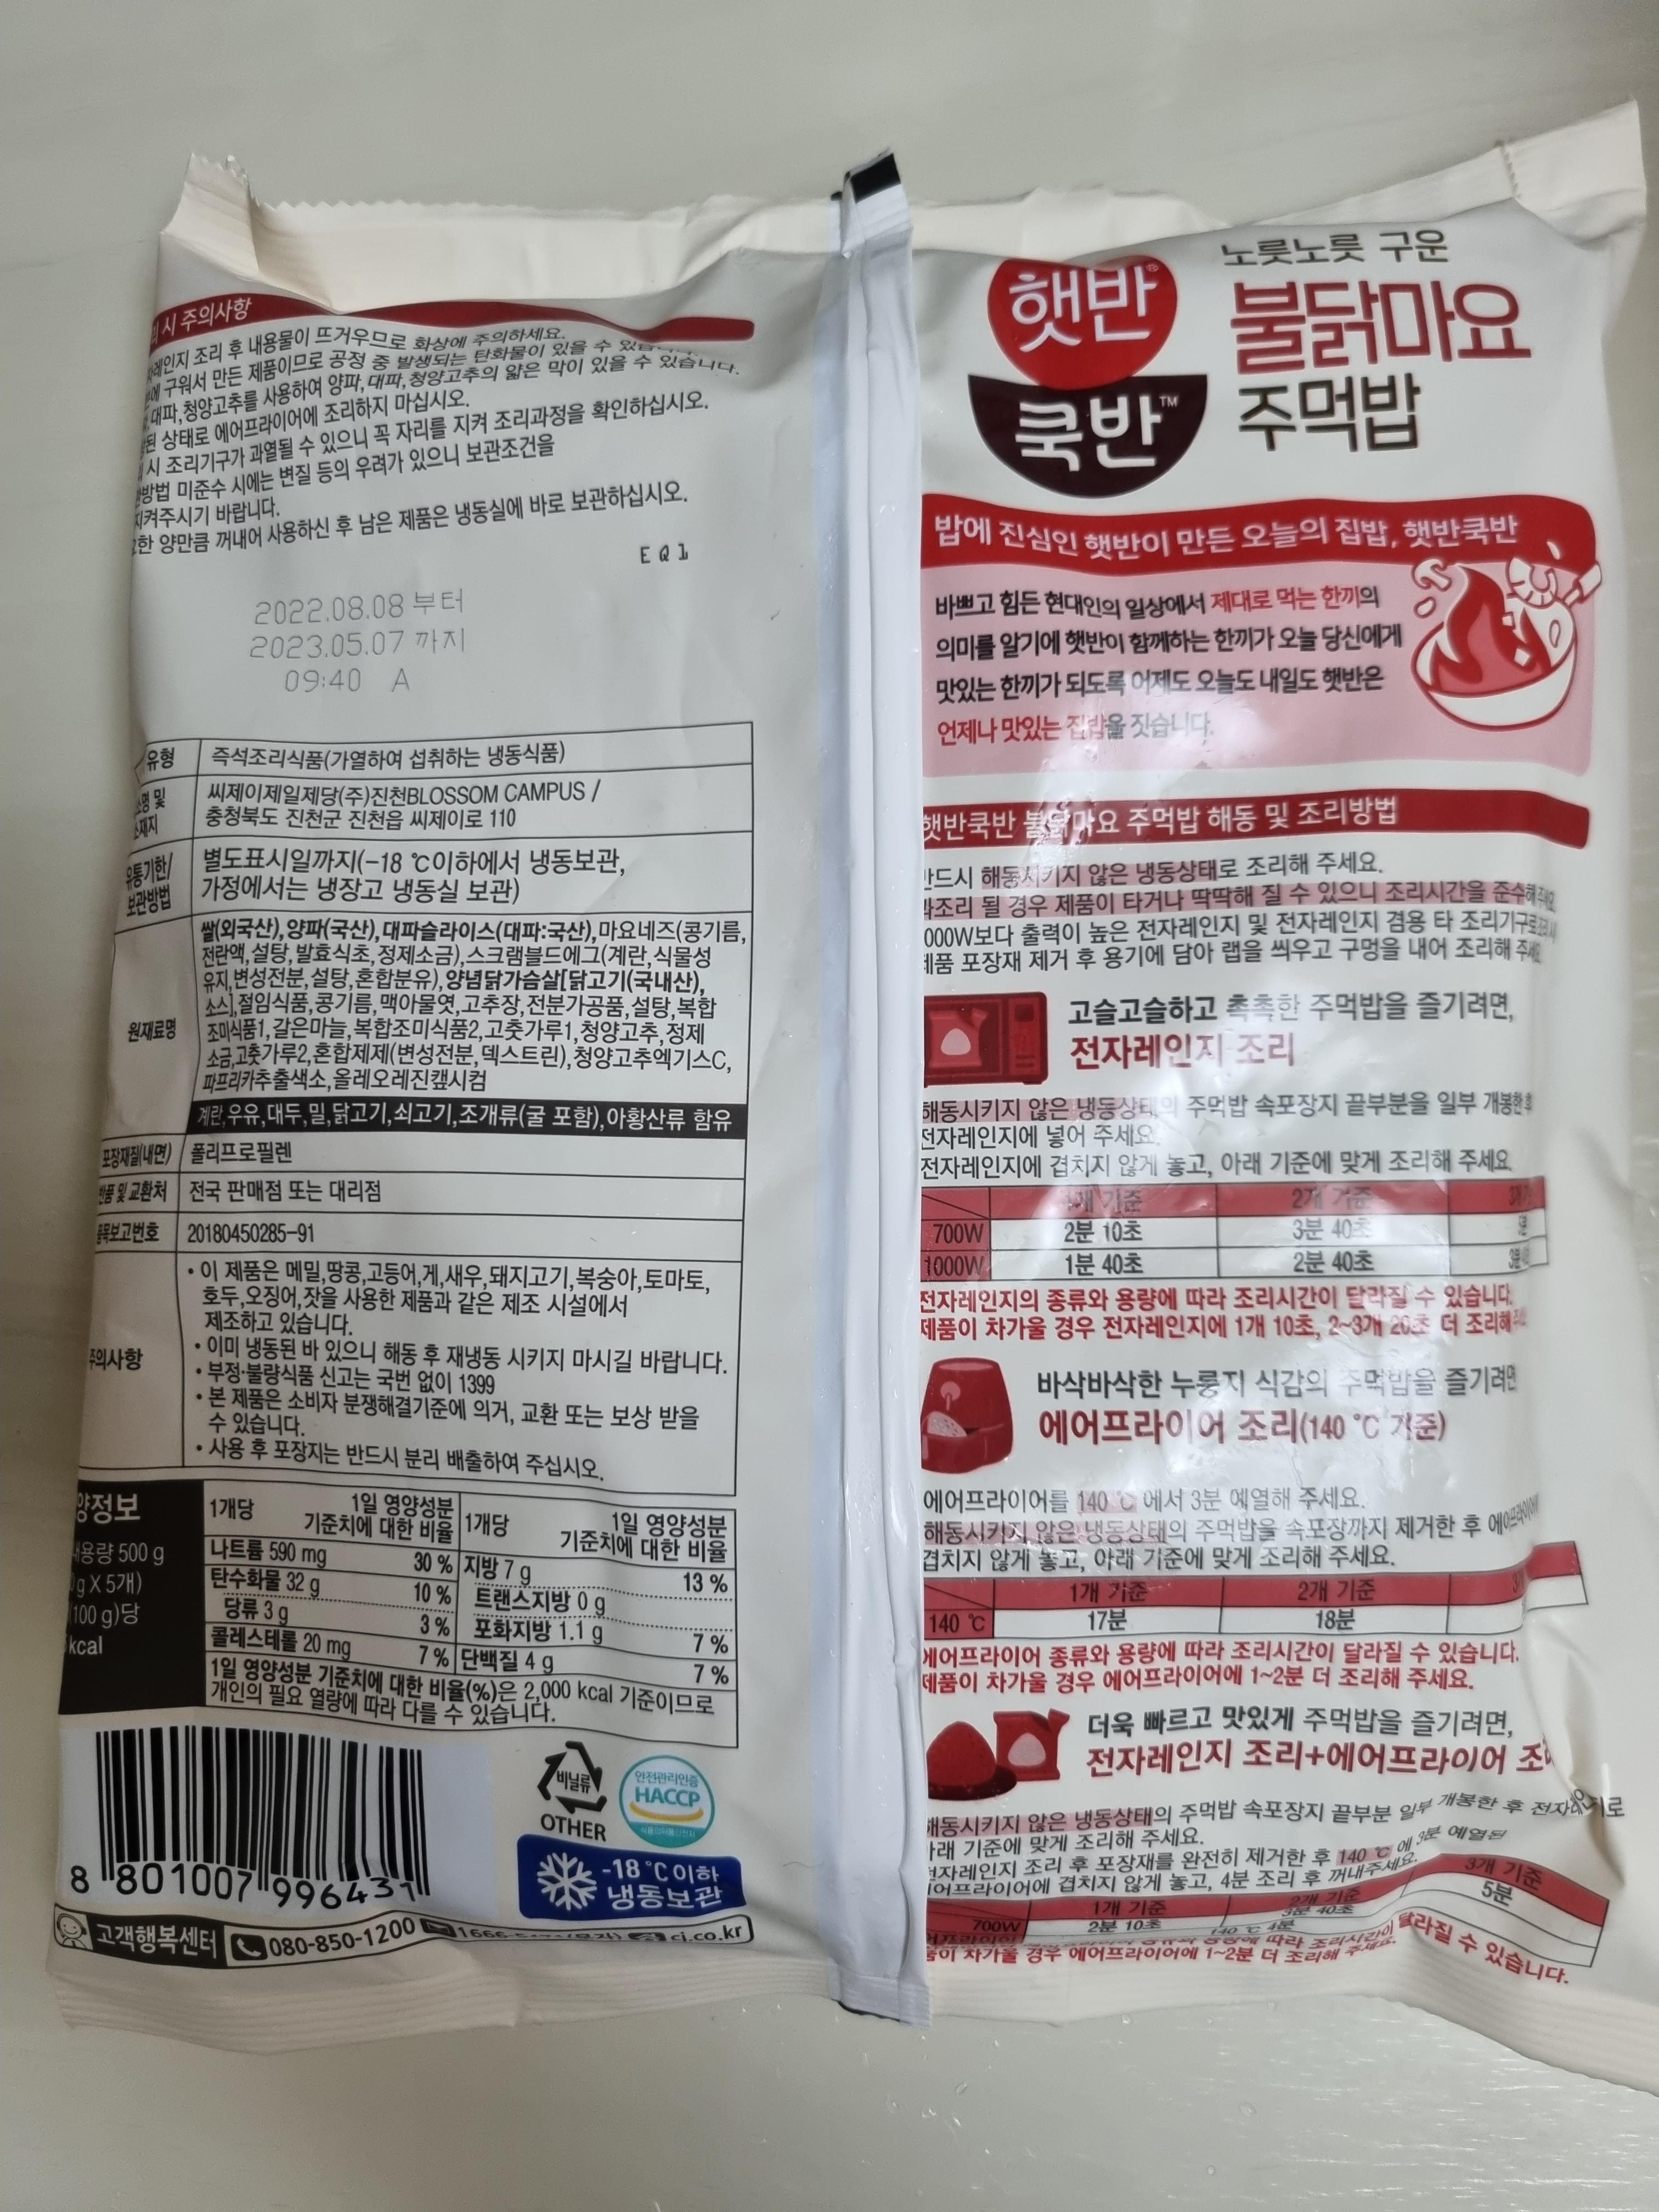 시 주의사항
레인지 조리 후 내용물이 뜨거우므로 화상에 주의하세요.
에 구워서 만든 제품이므로 공정 중 발생되는 탄화물이 있을 수
대파,청양고추를 사용하여 양파,대파,청양고추의 얇은 막이 있을 수 있습니다.
된 상태로 에어프라이어에 조리하지 마십시오.
시 조리기구가 과열될 수 있으니 꼭 자리를 지켜 조리과정을 확인하십시오.
방법 미준수 시에는 변질 등의 우려가 있으니 보관조건을
지켜주시기 바랍니다.
한 양만큼 꺼내어 사용하신 후 남은 제품은 냉동실에 바로 보관하십시오.
EQ1
2022.08.08 부터
2023.05.07 까지
09:40 A
유형 즉석조리식품(가열하여 섭취하는 냉동식품)
명 및
소재지
씨제이제일제당(주)진천BLOSSOM CAMPUS /
충청북도 진천군 진천읍 씨제이로 110
유통기한/
보관방법
별도표시일까지(-18 ℃이하에서 냉동보관,
가정에서는 냉장고 냉동실 보관)
원재료명
쌀(외국산),양파(국산),대파슬라이스(대파:국산),마요네즈(콩기름,
전란액,설탕,발효식초,정제소금),스크램블드에그(계란,식물성
유지,변성전분,설탕,혼합분유),양념닭가슴살[닭고기(국내산),
소스],절임식품,콩기름,맥아물엿,고추장,전분가공품,설탕,복합
조미식품1,갈은마늘,복합조미식품2,고춧가루1,청양고추,정제
소금,고춧가루2,혼합제제(변성전분,덱스트린),청양고추엑기스C,
파프리카추출색소,올레오레진캪시컴
계란,우유,대두,밀,닭고기,쇠고기,조개류(굴 포함),아황산류 함유
포장재질(내면) 폴리프로필렌
반품 및 교환처 전국 판매점 또는 대리점
품목보고번호 20180450285-91
주의사항
• 이 제품은 메밀,땅콩,고등어,게,새우,돼지고기,복숭아,토마토,
호두,오징어,잣을 사용한 제품과 같은 제조 시설에서
제조하고 있습니다.
• 이미 냉동된 바 있으니 해동 후 재냉동 시키지 마시길 바랍니다.
• 부정·불량식품 신고는 국번 없이 1399
• 본 제품은 소비자 분쟁해결기준에 의거, 교환 또는 보상 받을
수 있습니다.
• 사용 후 포장지는 반드시 분리 배출하여 주십시오.
양정보
내용량 500 g
g X 5개)
(100 g)당
kcal
1개당 1일 영양성분
기준치에 대한 비율
나트륨 590 mg 30 %
탄수화물 32 g 10 %
당류 3 g 3 %
콜레스테롤 20 mg 7 %
1개당 1일 영양성분
기준치에 대한 비율
지방 7 g 13 %
트랜스지방 0 g
포화지방 1.1 g 7 %
단백질 4 g 7 %
1일 영양성분 기준치에 대한 비율(%)은 2,000 kcal 기준이므로
개인의 필요 열량에 따라 다를 수 있습니다.
8 801007 996431
비닐류
OTHER
안전관리인증
HACCP
식품의약품안전처
-18℃이하
냉동보관
고객행복센터 080-850-1200 cj.co.kr
햇반®
쿡반™
노릇노릇 구운
불닭마요
주먹밥
밥에 진심인 햇반이 만든 오늘의 집밥, 햇반쿡반
바쁘고 힘든 현대인의 일상에서 제대로 먹는 한끼의
의미를 알기에 햇반이 함께하는 한끼가 오늘 당신에게
맛있는 한끼가 되도록 어제도 오늘도 내일도 햇반은
언제나 맛있는 집밥을 짓습니다.
햇반쿡반 불닭마요 주먹밥 해동 및 조리방법
반드시 해동시키지 않은 냉동상태로 조리해 주세요.
과조리 될 경우 제품이 타거나 딱딱해 질 수 있으니 조리시간을 준수해 주세요.
000W보다 출력이 높은 전자레인지 및 전자레인지 겸용 타 조리기구로 조리 시
제품 포장재 제거 후 용기에 담아 랩을 씌우고 구멍을 내어 조리해 주세요.
고슬고슬하고 촉촉한 주먹밥을 즐기려면,
전자레인지 조리
해동시키지 않은 냉동상태의 주먹밥 속포장지 끝부분을 일부 개봉한 후
전자레인지에 넣어 주세요.
전자레인지에 겹치지 않게 놓고, 아래 기준에 맞게 조리해 주세요.
1개 기준 2개 기준
700W 2분 10초 3분 40초
1000W 1분 40초 2분 40초
전자레인지의 종류와 용량에 따라 조리시간이 달라질 수 있습니다.
제품이 차가울 경우 전자레인지에 1개 10초, 2~3개 20초 더 조리해
바삭바삭한 누룽지 식감의 주먹밥을 즐기려면
에어프라이어 조리(140 ℃ 기준)
에어프라이어를 140 ℃ 에서 3분 예열해 주세요.
해동시키지 않은 냉동상태의 주먹밥을 속포장까지 제거한 후 에어프라이어에
겹치지 않게 놓고, 아래 기준에 맞게 조리해 주세요.
1개 기준 2개 기준
140 ℃ 17분 18분
에어프라이어 종류와 용량에 따라 조리시간이 달라질 수 있습니다.
제품이 차가울 경우 에어프라이어에 1~2분 더 조리해 주세요.
더욱 빠르고 맛있게 주먹밥을 즐기려면,
전자레인지 조리+에어프라이어 조리
해동시키지 않은 냉동상태의 주먹밥 속포장지 끝부분 일부 개봉한 후 전자레인지로
아래 기준에 맞게 조리해 주세요.
전자레인지 조리 후 포장재를 완전히 제거한 후 140 ℃ 에 3분 예열된
에어프라이어에 겹치지 않게 놓고, 4분 조리 후 꺼내주세요.
1개 기준 2개 기준 3개 기준
700W 2분 10초 3분 40초 5분
140 ℃ 4분
따라 조리시간이 달라질 수 있습니다.
품이 차가울 경우 에어프라이어에 1~2분 더 조리해 주세요.